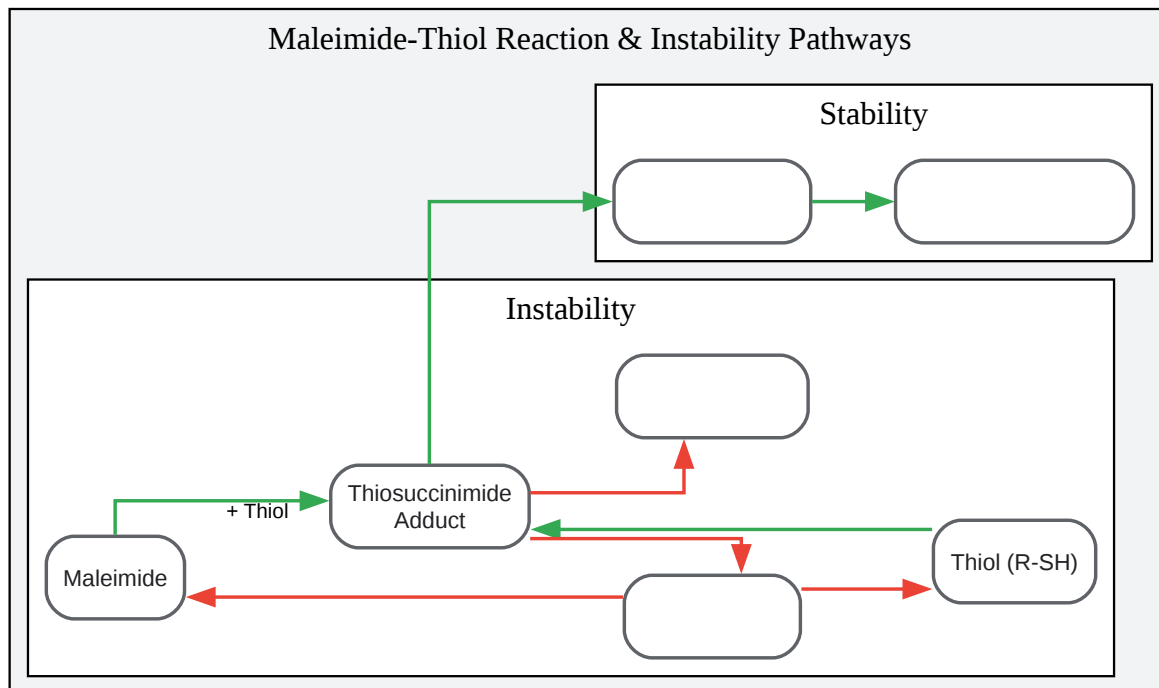 Maleimide-Thiol Reaction & Instability Pathways
Stability
Instability
Thiosuccinimide
Adduct
+ Thiol
Maleimide
Thiol (R-SH)